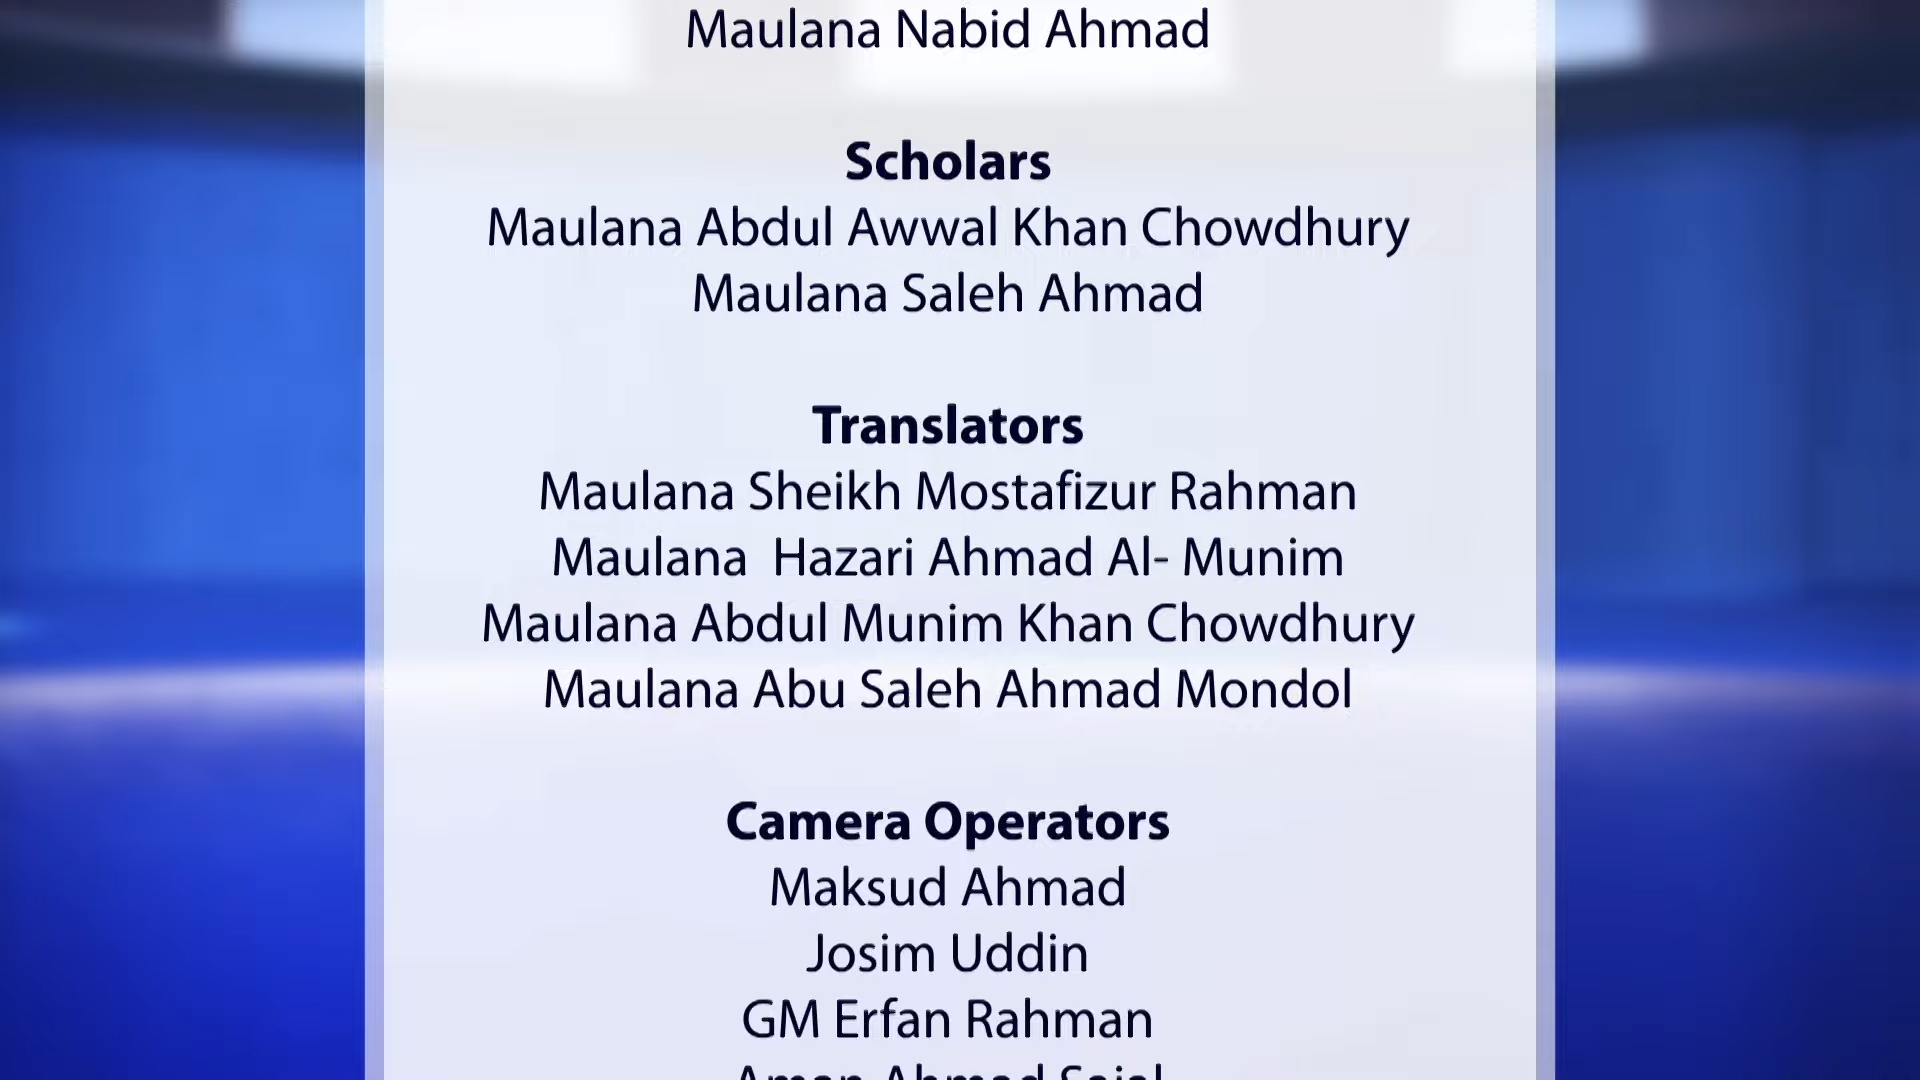 Maulana Nabid Ahmad
Scholars
Maulana Abdul Awwal Khan Chowdhury
Maulana Saleh Ahmad
Translators
Maulana Sheikh Mostafizur Rahman
Maulana  Hazari Ahmad Al- Munim
Maulana Abdul Munim Khan Chowdhury
Maulana Abu Saleh Ahmad Mondol
Camera Operators
Maksud Ahmad
Josim Uddin
GM Erfan Rahman
Ahmad